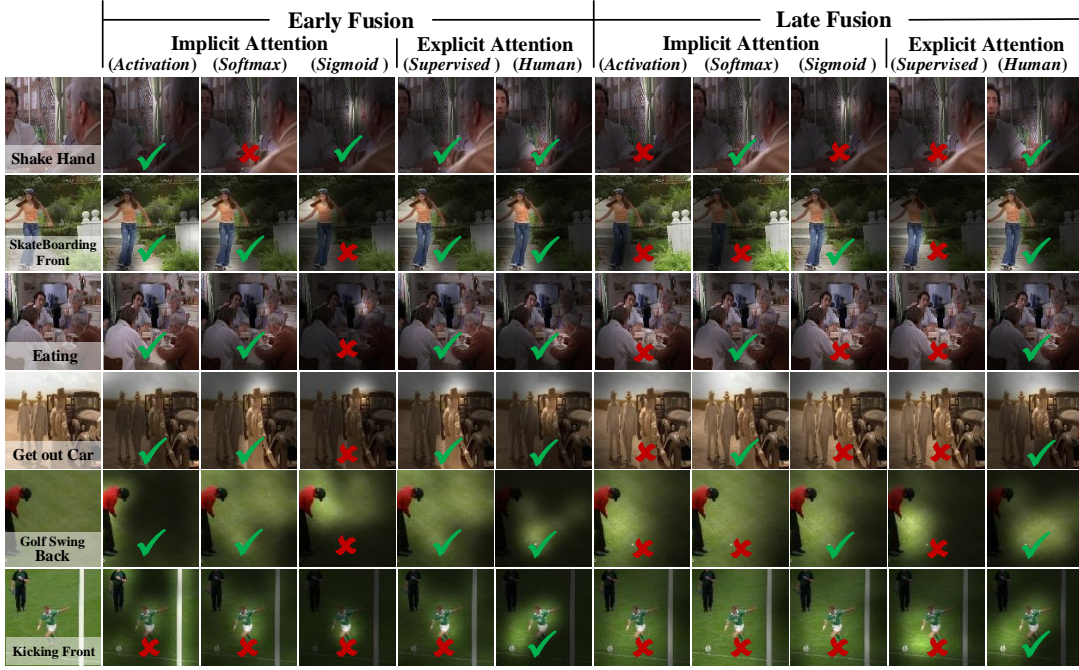 Early Fusion Late Fusion
Implicit Attention Explicit Attention Implicit Attention Explicit Attention
(Activation) (Softmax) (Sigmoid ) (Supervised) (Human) (Activation) (Softmax) (Sigmoid ) (Supervised) (Human)
Shake Hand
SkateBoarding
Front
Eating
Get out Car
Golf Swing
Back
Kicking Front